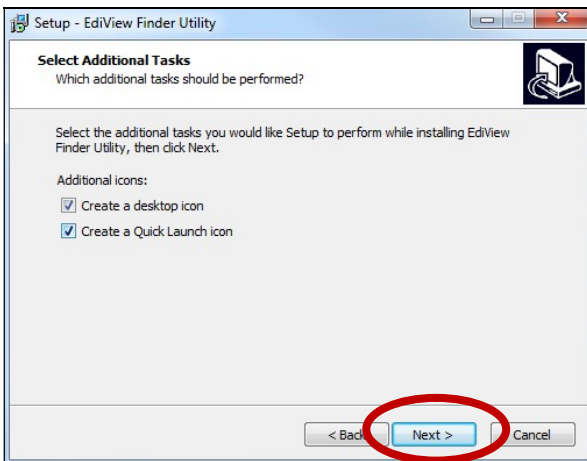 Setup - EdiView Finder Utility
Select Additional Tasks
Which additional tasks should be performed?
Select the additional tasks you would like Setup to perform while installing EdiView
Finder Utility, then click Next.
Additional icons:
Create a desktop icon
Create a Quick Launch icon
< Back Next > Cancel